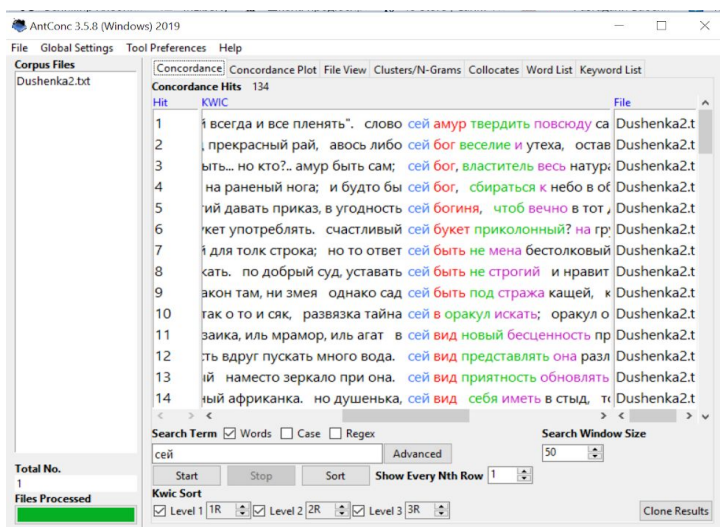 AntConc 3.5.8 (Windows) 2019
File Global Settings Tool Preferences Help
Corpus Files
Dushenka2.txt
Concordance Concordance Plot File View Clusters/N-Grams Collocates Word List Keyword List
Concordance Hits 134
Hit KWIC File
1 й всегда и все пленять". слово сей амур твердить повсюду са Dushenka2.t
2 , прекрасный рай, авось либо сей бог веселие и утеха, остав Dushenka2.t
3 ыть... но кто?.. амур быть сам; сей бог, властитель весь натура Dushenka2.t
4 на раненый нога; и будто бы сей бог, сбираться к небо в об Dushenka2.t
5 гий давать приказ, в угодность сей богиня, чтоб вечно в тот Dushenka2.t
6 кет употреблять. счастливый сей букет приколонный? на гру Dushenka2.t
7 й для толк строка; но то ответ сей быть не мена бестолковый Dushenka2.t
8 кать. по добрый суд, уставать сей быть не строгий и нравит Dushenka2.t
9 акон там, ни змея однако сад сей быть под стража кащей, к Dushenka2.t
10 так о то и сяк, развязка тайна сей в оракул искать; оракул о Dushenka2.t
11 заика, иль мрамор, иль агат в сей вид новый бесценность пр Dushenka2.t
12 ть вдруг пускать много вода. сей вид представлять она разл Dushenka2.t
13 й наместо зеркало при она. сей вид приятность обновлять Dushenka2.t
14 ный африканка. но душенька, сей вид себя иметь в стыд, то Dushenka2.t
Search Term Words Case Regex Search Window Size
сей Advanced 50
Total No.
1
Files Processed
Start Stop Sort Show Every Nth Row 1
Kwic Sort
Level 1 1R Level 2 2R Level 3 3R Clone Results